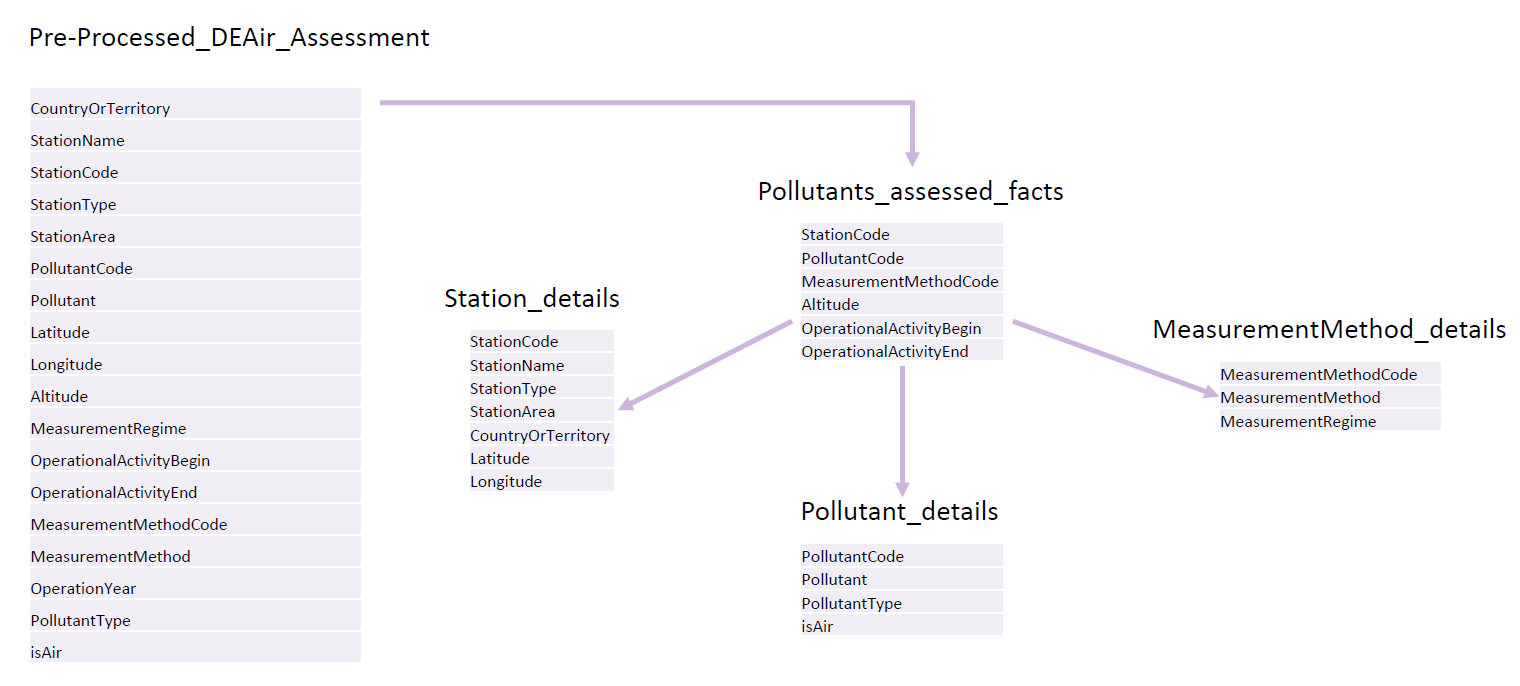 Pre-Processed_DEAir_Assessment
CountryOrTerritory
StationName
StationCode
StationType
StationArea
PollutantCode
Pollutant
Latitude
Longitude
Altitude
MeasurementRegime
OperationalActivityBegin
OperationalActivityEnd
MeasurementMethodCode
MeasurementMethod
OperationYear
PollutantType
isAir
Pollutants_assessed_facts
StationCode
PollutantCode
MeasurementMethodCode
Altitude
OperationalActivityBegin
OperationalActivityEnd
Station_details
StationCode
StationName
StationType
StationArea
CountryOrTerritory
Latitude
Longitude
MeasurementMethod_details
MeasurementMethodCode
MeasurementMethod
MeasurementRegime
Pollutant_details
PollutantCode
Pollutant
PollutantType
isAir